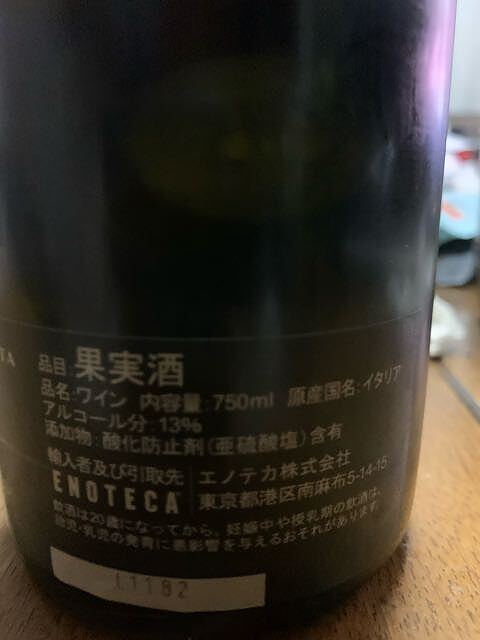 TA
品目:果実酒
品名:ワイン 内容量:750ml 原産国名:イタリア
アルコール分:13%
添加物:酸化防止剤(亜硫酸塩)含有
輸入者及び引取先 エノテカ株式会社
ENOTECA 東京都港区南麻布5-14-15
飲酒は20歳になってから。妊娠中や授乳期の飲酒は、
胎児・乳児の発育に悪影響を与えるおそれがあります。
L1182